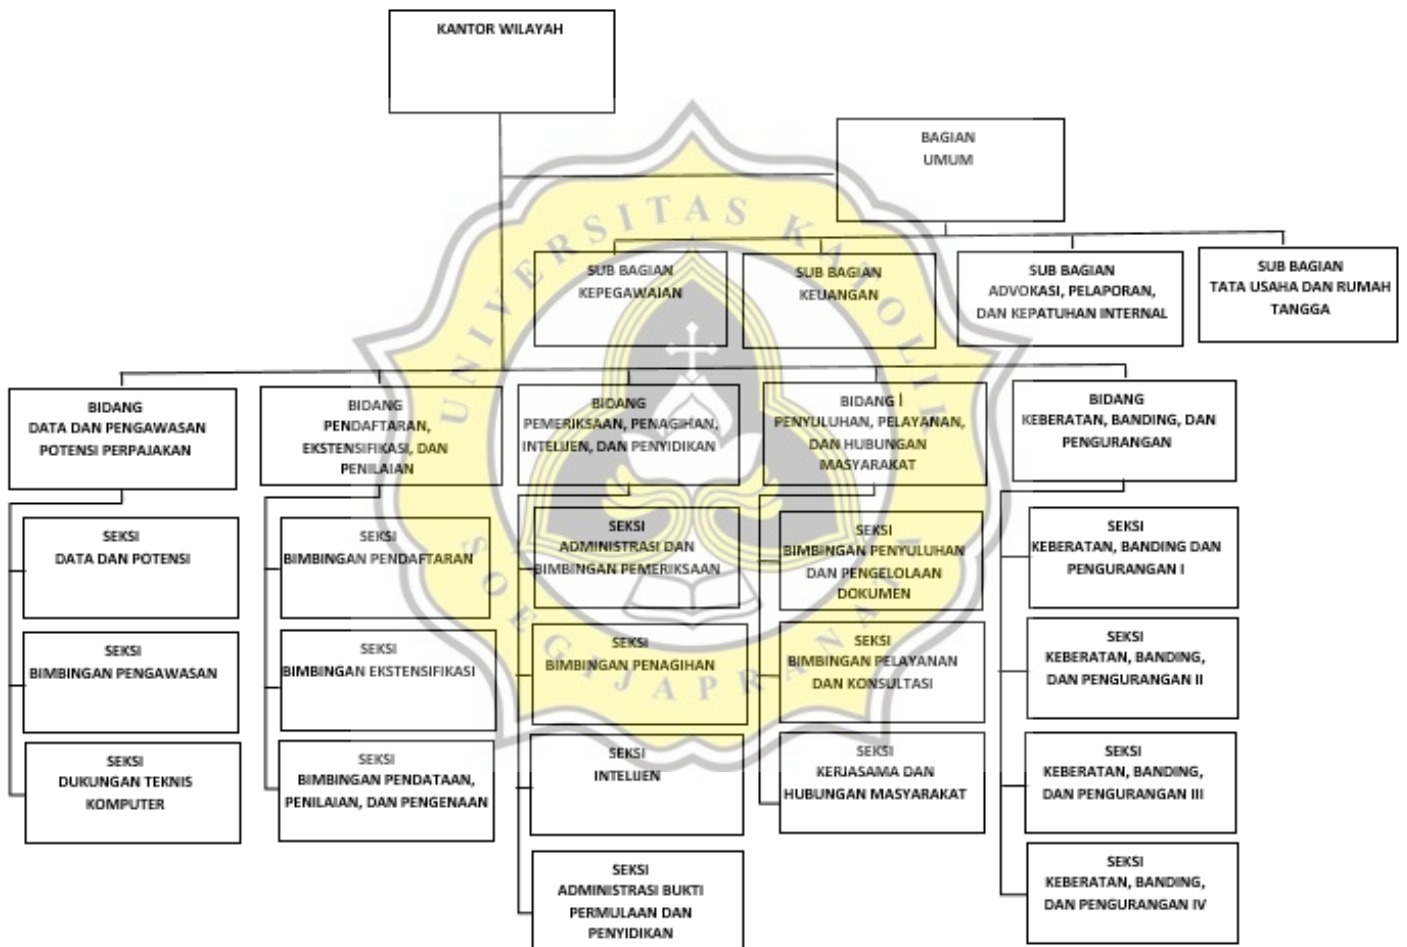 KANTOR WILAYAH
BAGIAN
UMUM
SUB BAGIAN
KEPEGAWAIAN
SUB BAGIAN
KEUANGAN
SUB BAGIAN
ADVOKASI, PELAPORAN,
DAN KEPATUHAN INTERNAL
SUB BAGIAN
TATA USAHA DAN RUMAH
TANGGA
BIDANG
DATA DAN PENGAWASAN
POTENSI PERPAJAKAN
BIDANG
PENDAFTARAN,
EKSTENSIFIKASI, DAN
PENILAIAN
BIDANG
PEMERIKSAAN, PENAGIHAN,
INTELIJEN, DAN PENYIDIKAN
BIDANG
PENYULUHAN, PELAYANAN,
DAN HUBUNGAN
MASYARAKAT
BIDANG
KEBERATAN, BANDING, DAN
PENGURANGAN
SEKSI
DATA DAN POTENSI
SEKSI
BIMBINGAN PENGAWASAN
SEKSI
DUKUNGAN TEKNIS
KOMPUTER
SEKSI
BIMBINGAN PENDAFTARAN
SEKSI
BIMBINGAN EKSTENSIFIKASI
SEKSI
BIMBINGAN PENDATAAN,
PENILAIAN, DAN PENGENAAN
SEKSI
ADMINISTRASI DAN
BIMBINGAN PEMERIKSAAN
SEKSI
BIMBINGAN PENAGIHAN
SEKSI
INTELIJEN
SEKSI
ADMINISTRASI BUKTI
PERMULAAN DAN
PENYIDIKAN
SEKSI
BIMBINGAN PENYULUHAN
DAN PENGELOLAAN
DOKUMEN
SEKSI
BIMBINGAN PELAYANAN
DAN KONSULTASI
SEKSI
KERJASAMA DAN
HUBUNGAN MASYARAKAT
SEKSI
KEBERATAN, BANDING DAN
PENGURANGAN I
SEKSI
KEBERATAN, BANDING,
DAN PENGURANGAN II
SEKSI
KEBERATAN, BANDING,
DAN PENGURANGAN III
SEKSI
KEBERATAN, BANDING,
DAN PENGURANGAN IV
UNIVERSITAS KATOLIK
SOEGIJAPRANATA